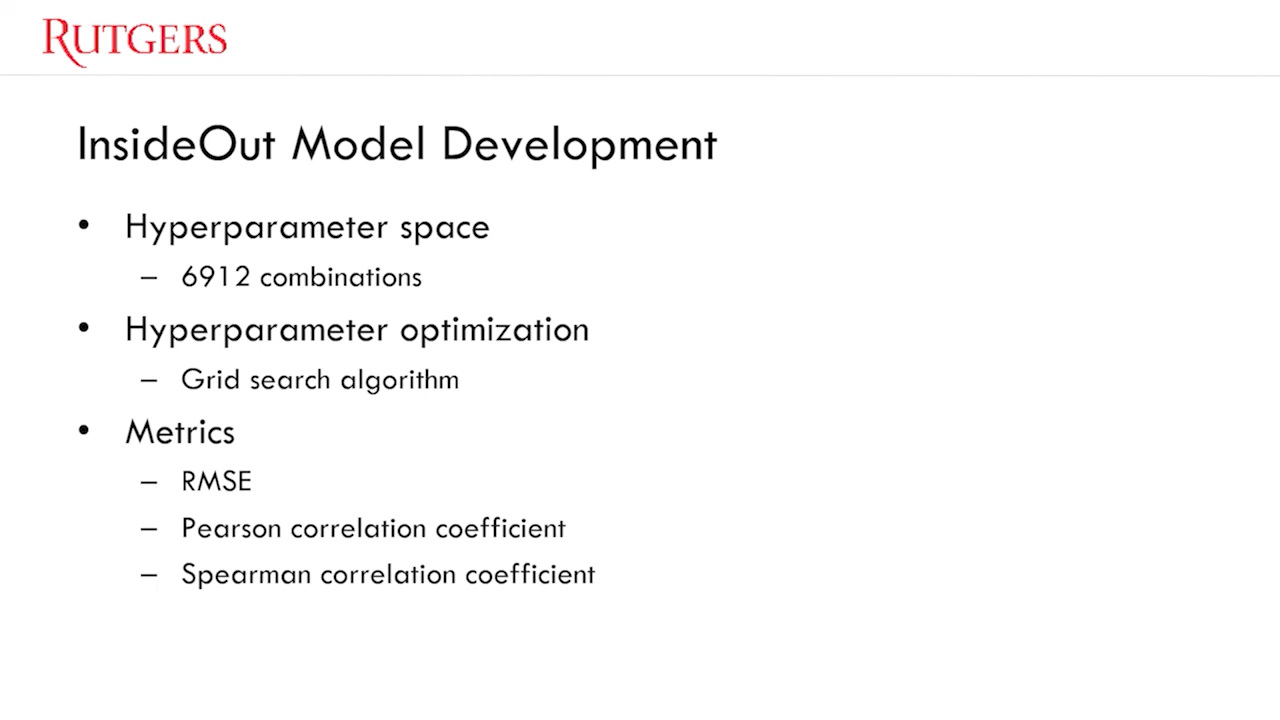 RUTGERS
InsideOut Model Development
• Hyperparameter space
– 6912 combinations
• Hyperparameter optimization
– Grid search algorithm
• Metrics
– RMSE
– Pearson correlation coefficient
– Spearman correlation coefficient